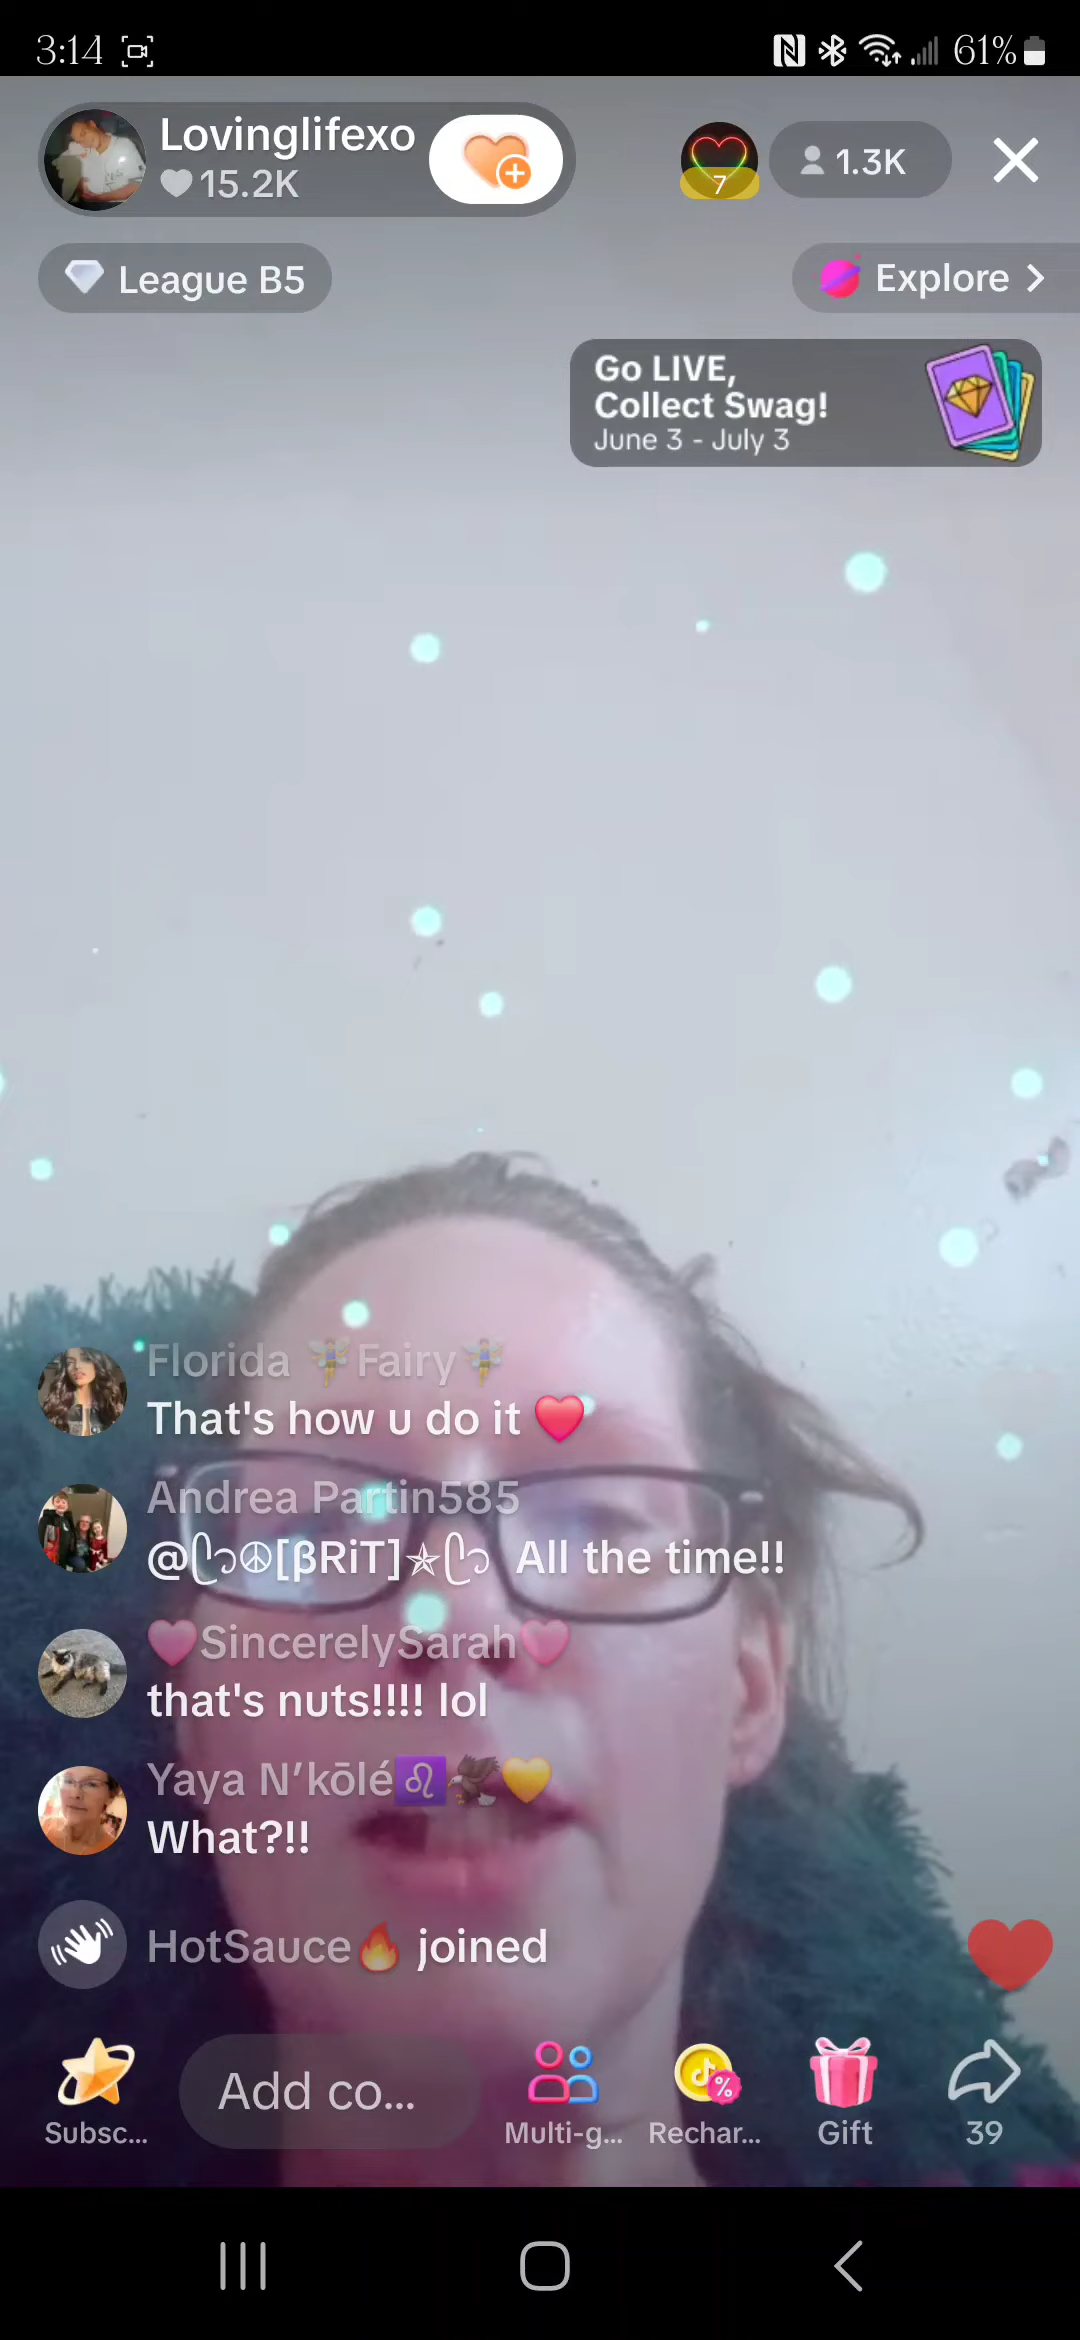 3:14
61%
Lovinglifexo
15.2K
7
1.3K
League B5
Explore
Go LIVE,
Collect Swag!
June 3 - July 3
Florida 🧚Fairy🧚
That's how u do it ❤️
Andrea Partin585
@ᥫ᭡☮[βRiT]✯ᥫ᭡ All the time!!
🩷SincerelySarah🩷
that's nuts!!!! lol
Yaya N’kōlé♌🦅💛
What?!!
HotSauce🔥 joined
Subsc...
Add co...
Multi-g...
Rechar...
Gift
39